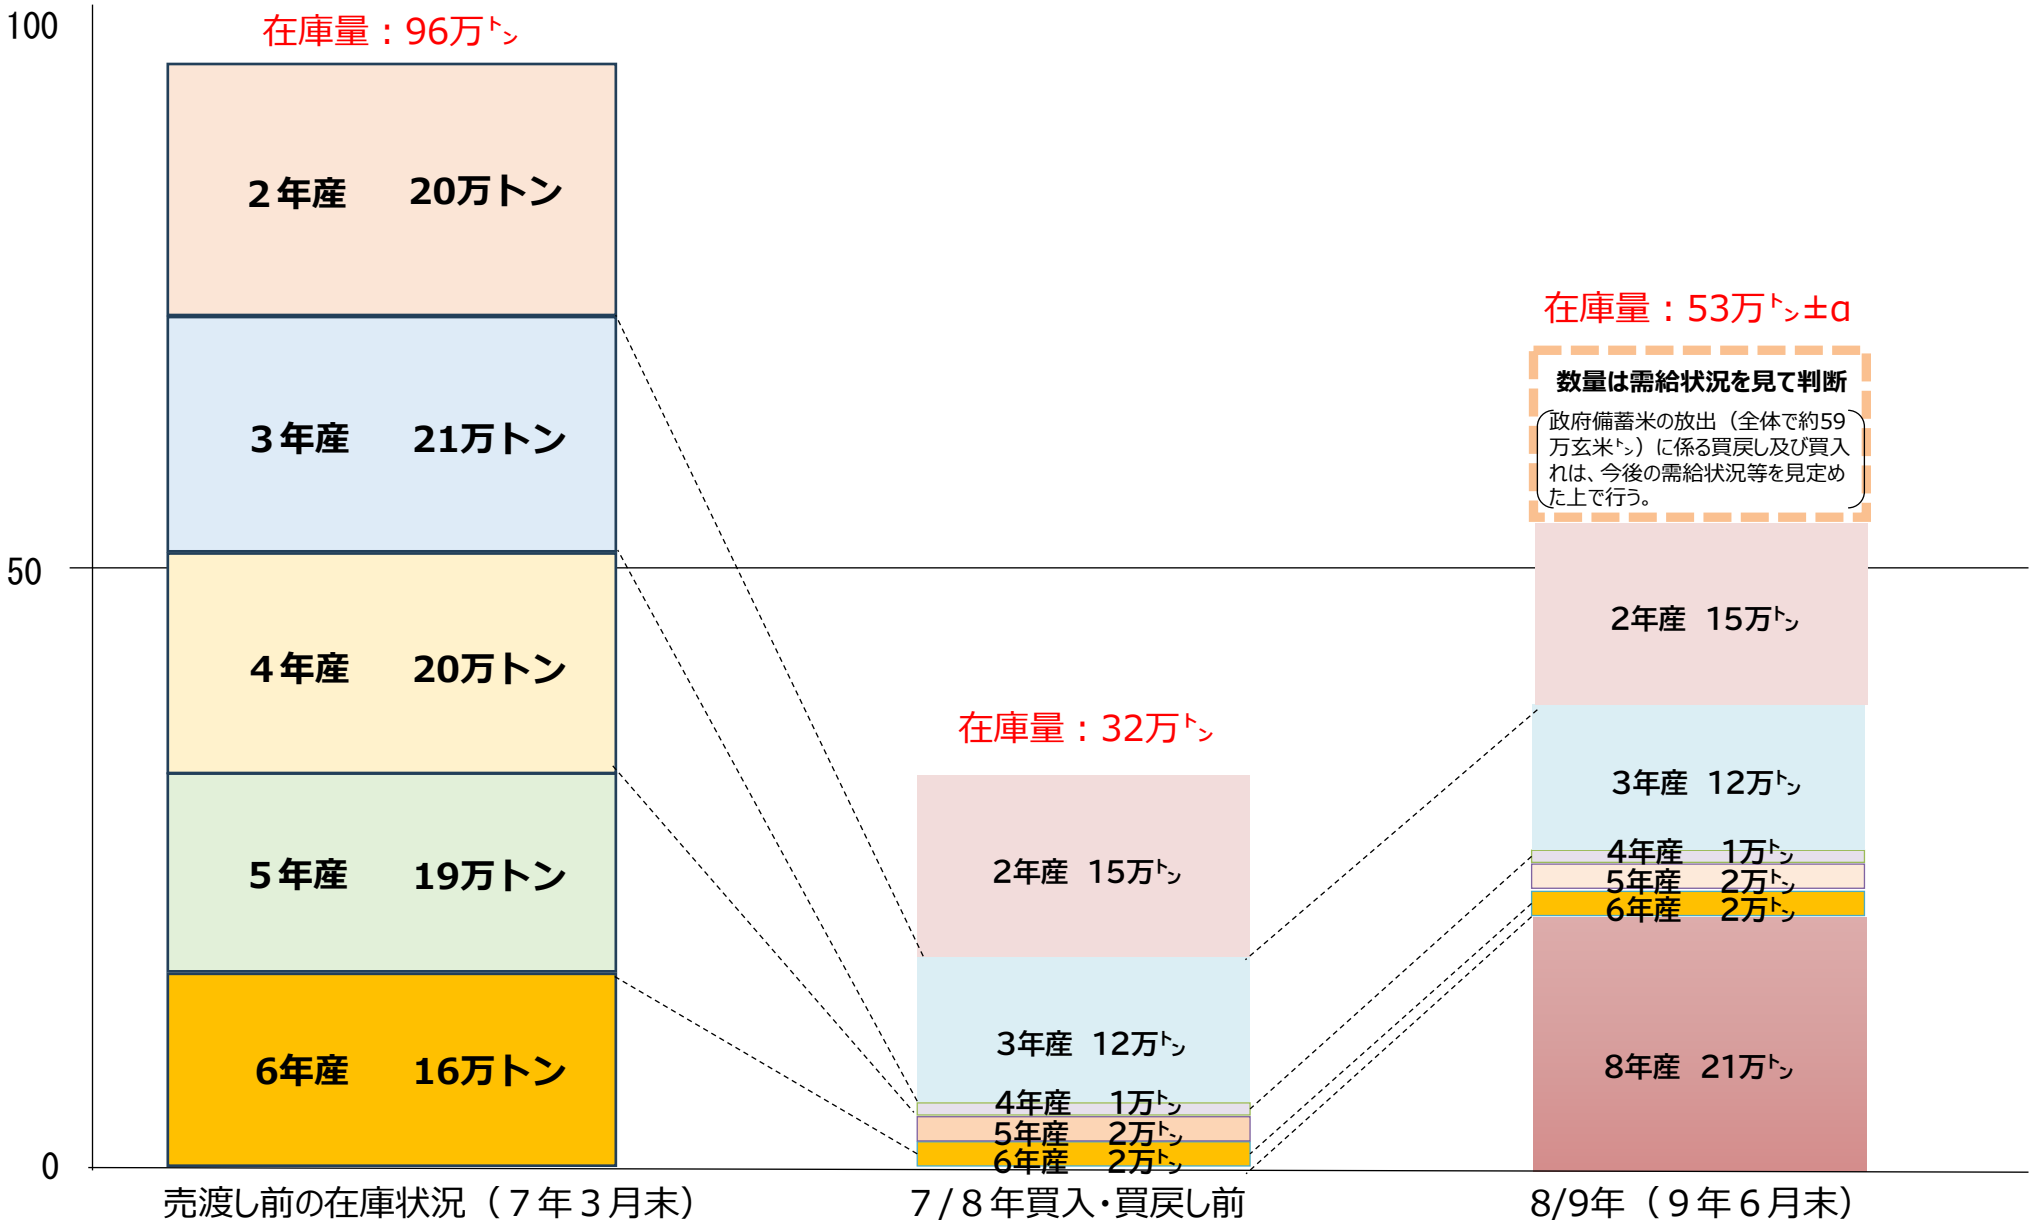 100
50
0
在庫量：96万㌧
２年産　20万トン
３年産　21万トン
４年産　20万トン
５年産　19万トン
6年産　16万トン
売渡し前の在庫状況（７年３月末）
在庫量：32万㌧
2年産　15万㌧
3年産　12万㌧
4年産　1万㌧
5年産　2万㌧
6年産　2万㌧
７/８年買入・買戻し前
在庫量：53万㌧±α
数量は需給状況を見て判断
政府備蓄米の放出（全体で約59
万玄米㌧）に係る買戻し及び買入
れは、今後の需給状況等を見定め
た上で行う。
2年産　15万㌧
3年産　12万㌧
4年産　1万㌧
5年産　2万㌧
6年産　2万㌧
8年産　21万㌧
8/9年（９年６月末）